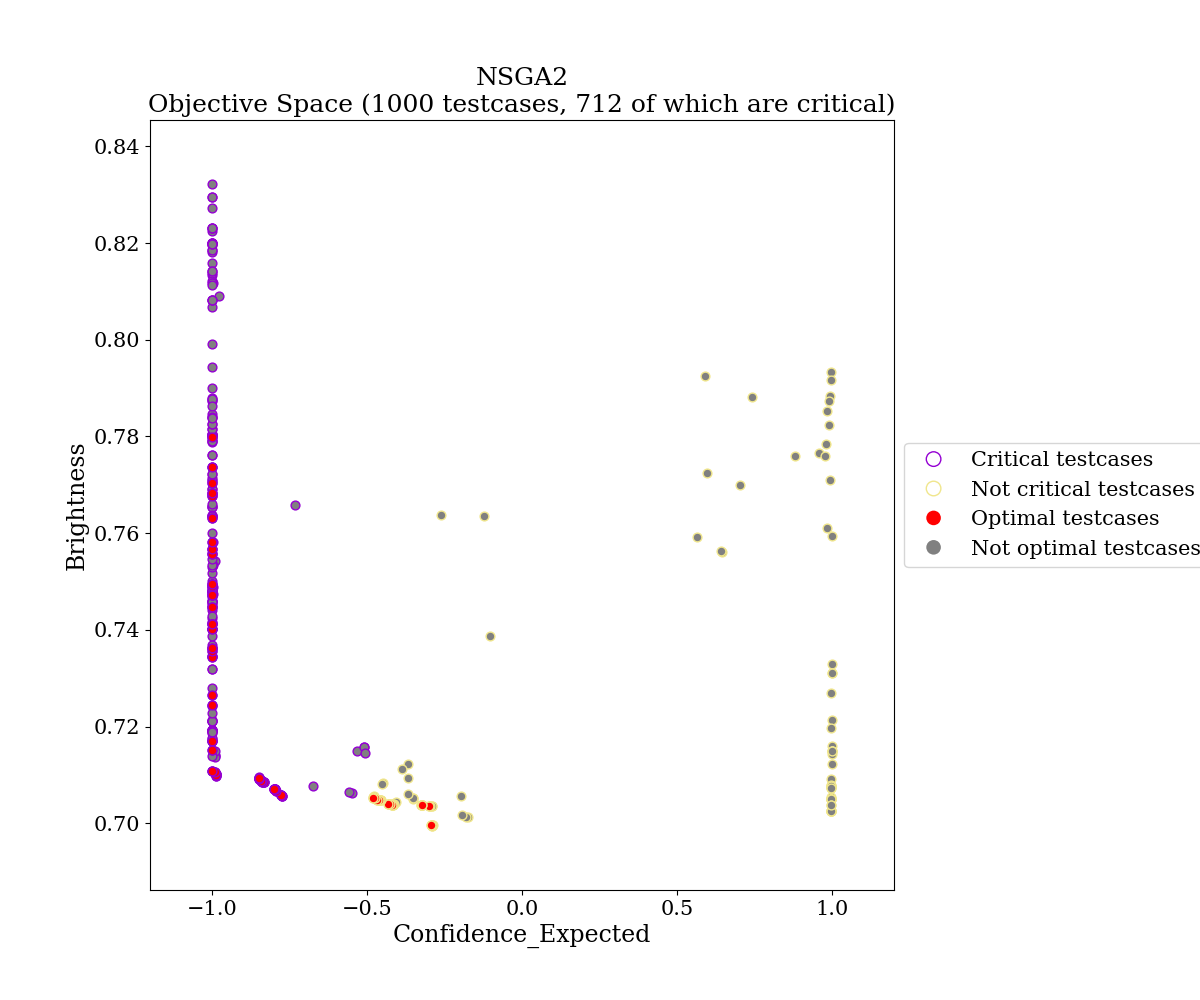 NSGA2
Objective Space (1000 testcases, 712 of which are critical)
0.84
0.82
0.80
0.78
0.76
0.74
0.72
0.70
Brightness
−1.0
−0.5
0.0
0.5
1.0
Confidence_Expected
Critical testcases
Not critical testcases
Optimal testcases
Not optimal testcases